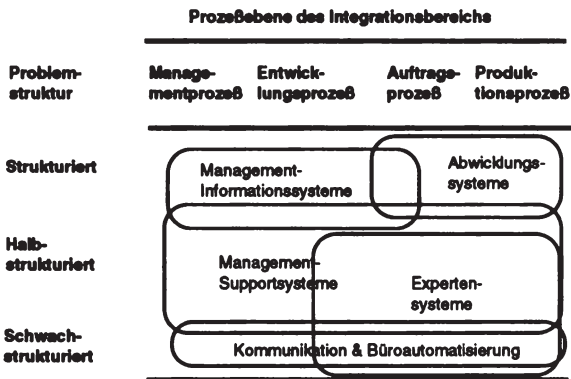 Prozeßebene des Integrationsbereichs
Problem-
struktur
Manage-
mentprozeß
Entwick-
lungsprozeß
Auftrags-
prozeß
Produk-
tionsprozeß
Strukturiert
Management-
Informationssysteme
Abwicklungs-
systeme
Halb-
strukturiert
Management-
Supportsysteme
Experten-
systeme
Schwach-
strukturiert
Kommunikation & Büroautomatisierung